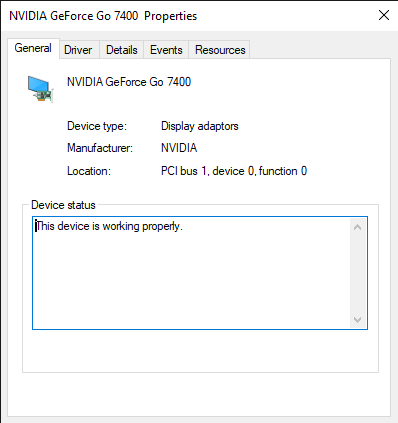 NVIDIA GeForce Go 7400 Properties
General Driver Details Events Resources
NVIDIA GeForce Go 7400
Device type: Display adaptors
Manufacturer: NVIDIA
Location: PCI bus 1, device 0, function 0
Device status
This device is working properly.